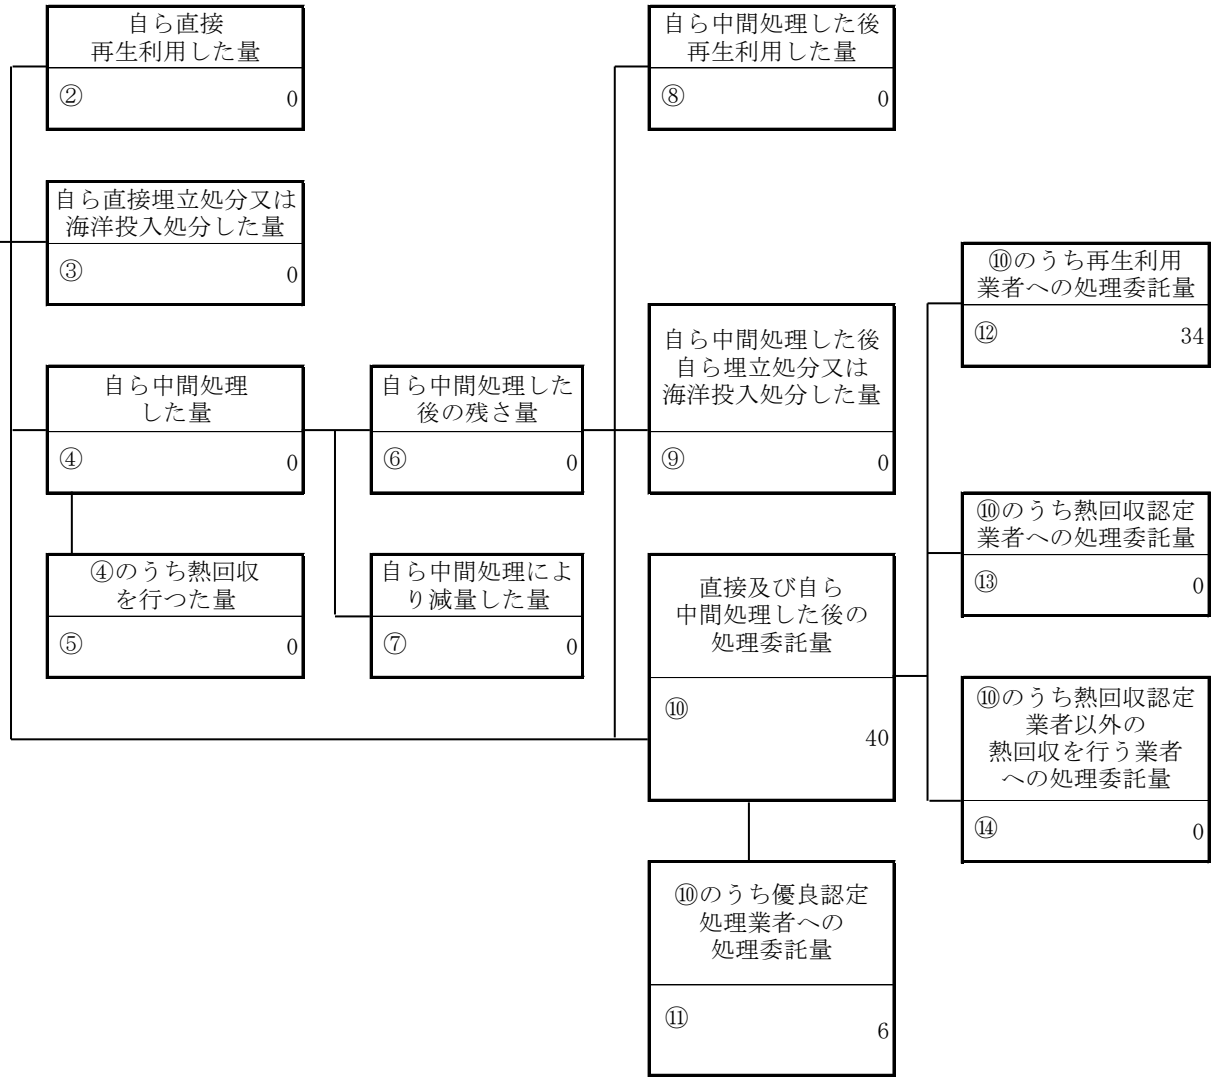 自ら直接
再生利用した量
②
0
自ら中間処理した後
再生利用した量
⑧
0
自ら直接埋立処分又は
海洋投入処分した量
③
0
⑩のうち再生利用
業者への処理委託量
⑫
34
自ら中間処理した後
自ら埋立処分又は
海洋投入処分した量
⑨
0
自ら中間処理
した量
④
0
自ら中間処理した
後の残さ量
⑥
0
⑩のうち熱回収認定
業者への処理委託量
⑬
0
④のうち熱回収
を行つた量
⑤
0
自ら中間処理によ
り減量した量
⑦
0
直接及び自ら
中間処理した後の
処理委託量
⑩
40
⑩のうち熱回収認定
業者以外の
熱回収を行う業者
への処理委託量
⑭
0
⑩のうち優良認定
処理業者への
処理委託量
⑪
6